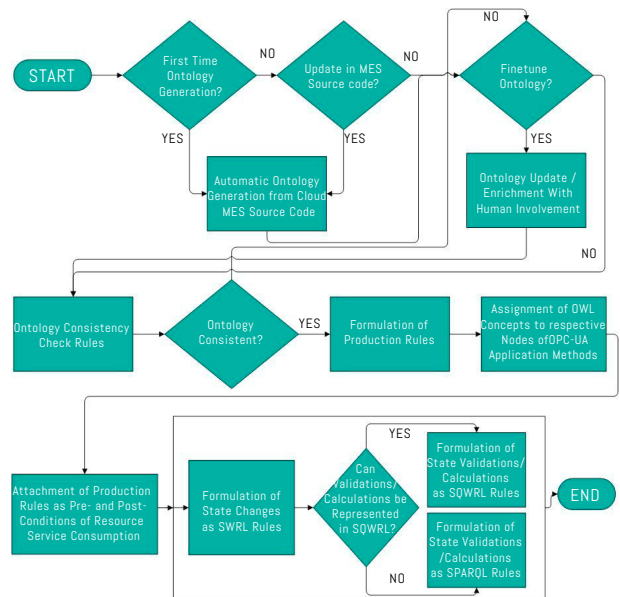 START
First Time
Ontology
Generation?
NO
Update in MES
Source code?
NO
NO
Finetune
Ontology?
YES
YES
YES
Automatic Ontology
Generation from Cloud
MES Source Code
Ontology Update /
Enrichment With
Human Involvement
NO
Ontology Consistency
Check Rules
Ontology
Consistent?
YES
Formulation of
Production Rules
Assignment of OWL
Concepts to respective
Nodes ofOPC-UA
Application Methods
Attachment of Production
Rules as Pre- and Post-
Conditions of Resource
Service Consumption
Formulation of
State Changes
as SWRL Rules
Can
Validations/
Calculations be
Represented
in SQWRL?
YES
Formulation of
State Validations/
Calculations
as SQWRL Rules
NO
Formulation of
State Validations
/Calculations
as SPARQL Rules
END